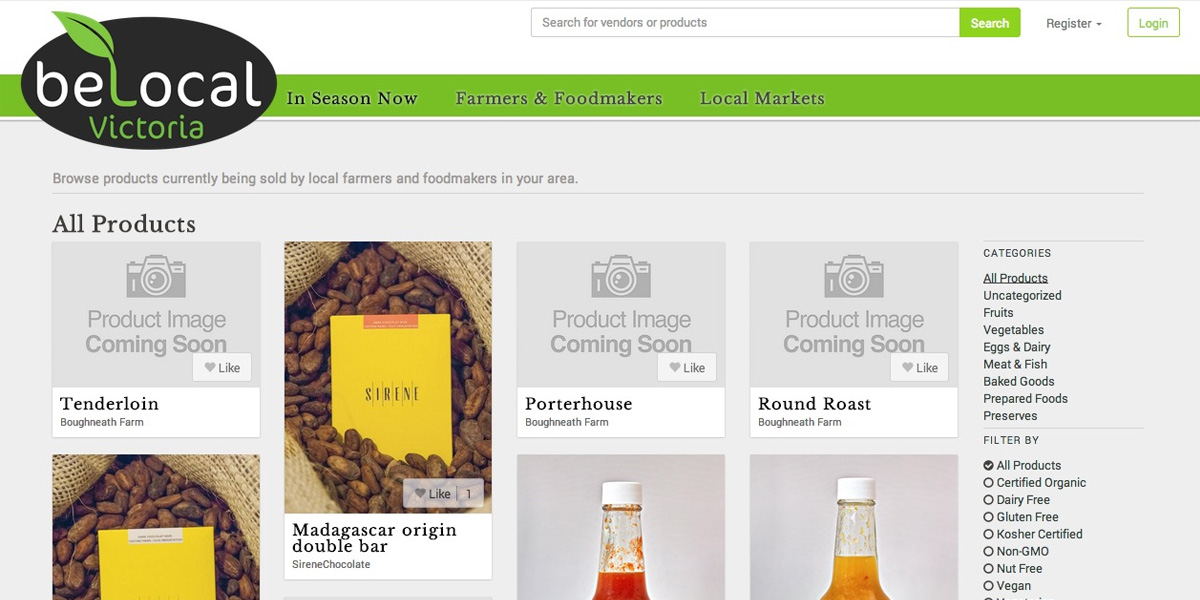 Search for vendors or products
Search
Register
Login
beLocal
Victoria
In Season Now
Farmers & Foodmakers
Local Markets
Browse products currently being sold by local farmers and foodmakers in your area.
All Products
Product Image
Coming Soon
Like
Tenderloin
Boughneath Farm
SIRENE
Like 1
Madagascar origin
double bar
SireneChocolate
Product Image
Coming Soon
Like
Porterhouse
Boughneath Farm
Product Image
Coming Soon
Like
Round Roast
Boughneath Farm
CATEGORIES
All Products
Uncategorized
Fruits
Vegetables
Eggs & Dairy
Meat & Fish
Baked Goods
Prepared Foods
Preserves
FILTER BY
All Products
Certified Organic
Dairy Free
Gluten Free
Kosher Certified
Non-GMO
Nut Free
Vegan